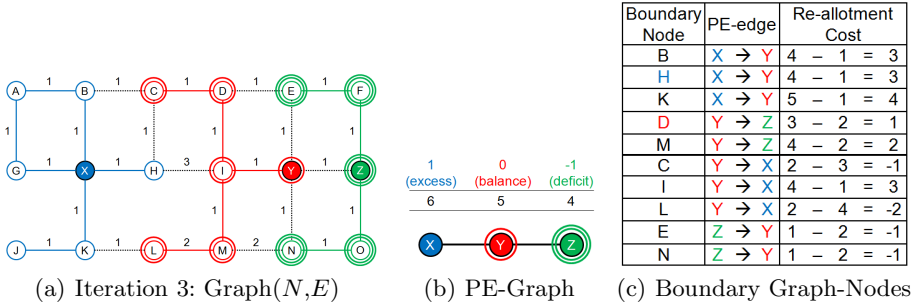 A 1 B 1 C 1 D 1 E 1 F
1 1 1 1 1 1
G 1 X 1 H 3 I 1 Y 1 Z
1 1 1 1
J 1 K 1 L 2 M 2 N 1 O
(a) Iteration 3: Graph(N,E)
1 0 -1
(excess) (balance) (deficit)
6 5 4
X Y Z
(b) PE-Graph
Boundary Node PE-edge Re-allotment Cost
B X → Y 4 – 1 = 3
H X → Y 4 – 1 = 3
K X → Y 5 – 1 = 4
D Y → Z 3 – 2 = 1
M Y → Z 4 – 2 = 2
C Y → X 2 – 3 = -1
I Y → X 4 – 1 = 3
L Y → X 2 – 4 = -2
E Z → Y 1 – 2 = -1
N Z → Y 1 – 2 = -1
(c) Boundary Graph-Nodes